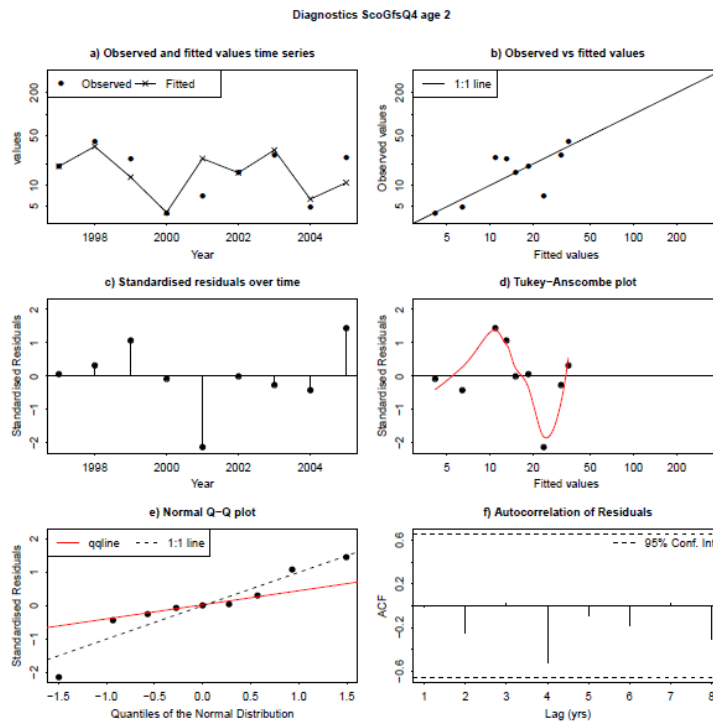 Diagnostics ScoGfsQ4 age 2
a) Observed and fitted values time series
Observed Fitted
values
200
50
10
5
1998 2000 2002 2004
Year
b) Observed vs fitted values
1:1 line
Observed values
200
50
10
5
5 10 20 50 100 200
Fitted values
c) Standardised residuals over time
Standardised Residuals
2
1
0
−1
−2
1998 2000 2002 2004
Year
d) Tukey−Anscombe plot
Standardised Residuals
2
1
0
−1
−2
5 10 20 50 100 200
Fitted values
e) Normal Q−Q plot
qqline 1:1 line
Standardised Residuals
2
1
0
−1
−2
−1.5 −1.0 −0.5 0.0 0.5 1.0 1.5
Quantiles of the Normal Distribution
f) Autocorrelation of Residuals
95% Conf. Int
ACF
0.6
0.2
−0.2
−0.6
1 2 3 4 5 6 7 8
Lag (yrs)